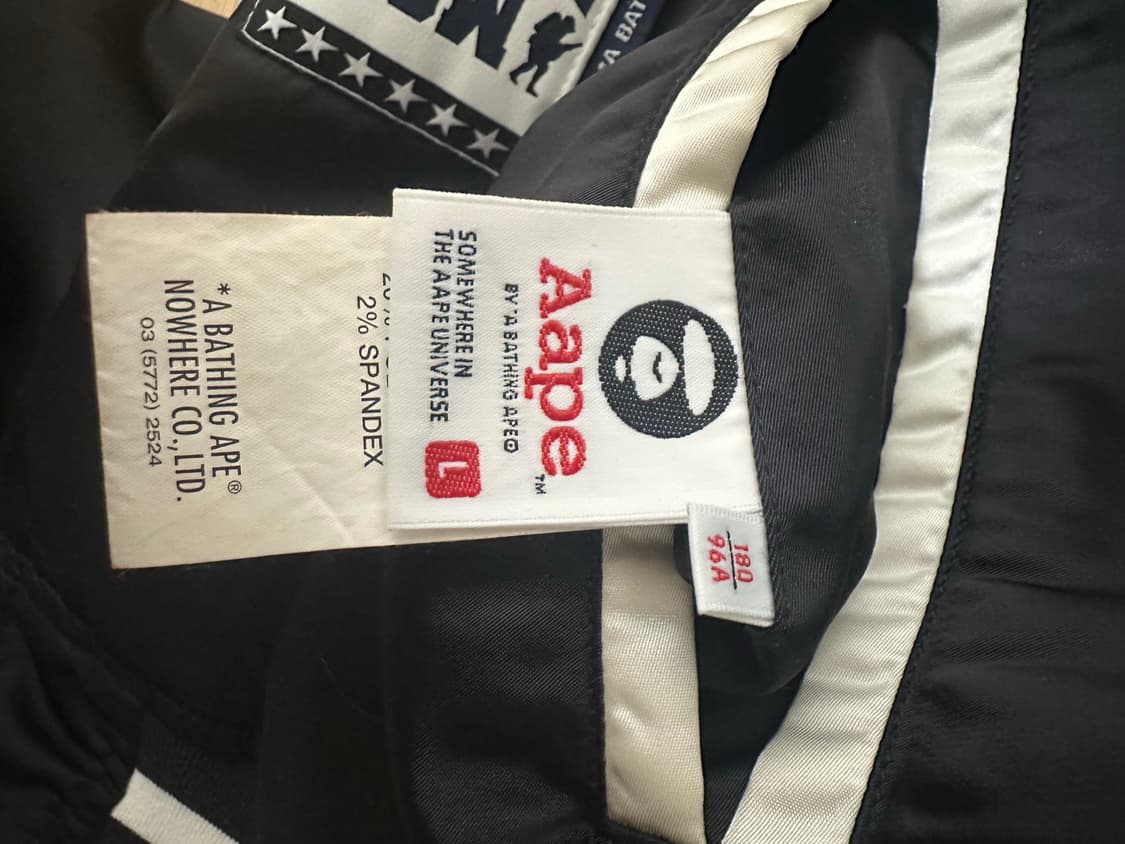 Aape™
BY *A BATHING APE®
SOMEWHERE IN
THE AAPE UNIVERSE
L
180
96A
2% SPANDEX
*A BATHING APE®
NOWHERE CO., LTD.
03 (5772) 2524